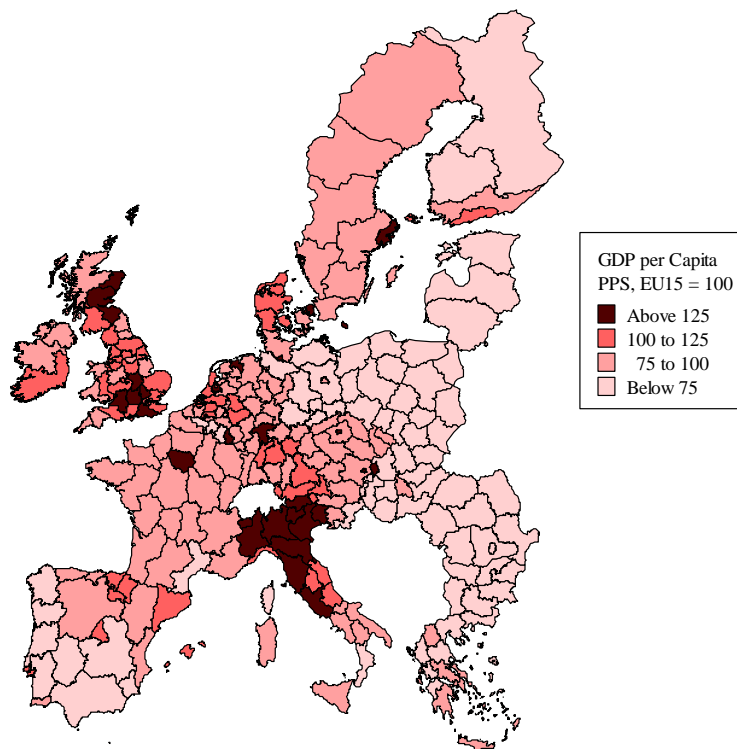 GDP per Capita
PPS, EU15 = 100
Above 125
100 to 125
75 to 100
Below 75